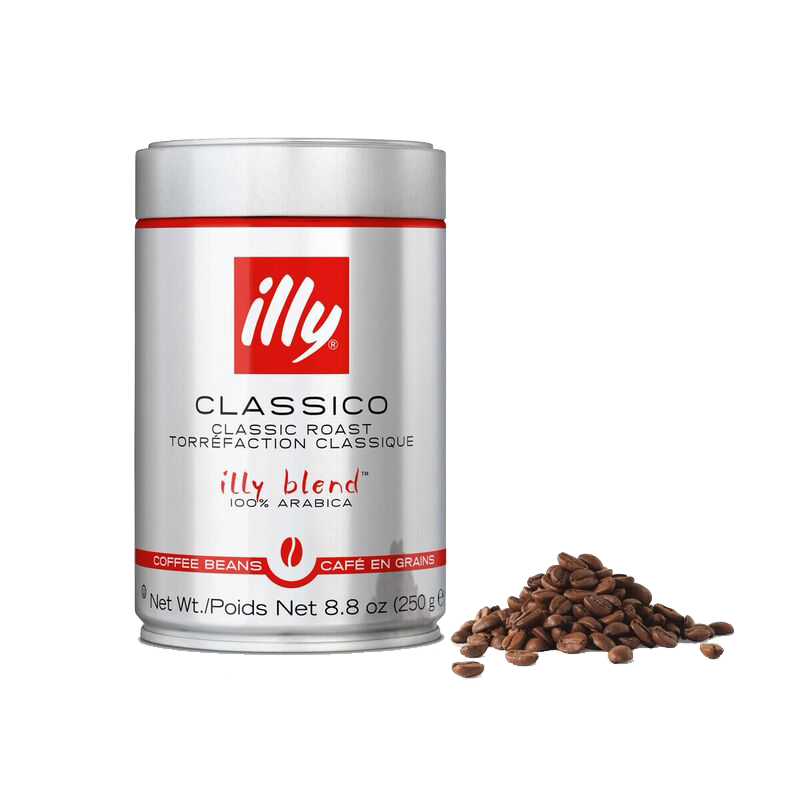 illy®
CLASSICO
CLASSIC ROAST
TORRÉFACTION CLASSIQUE
illy blend™
100% ARABICA
COFFEE BEANS CAFÉ EN GRAINS
Net Wt./Poids Net 8.8 oz (250 g e